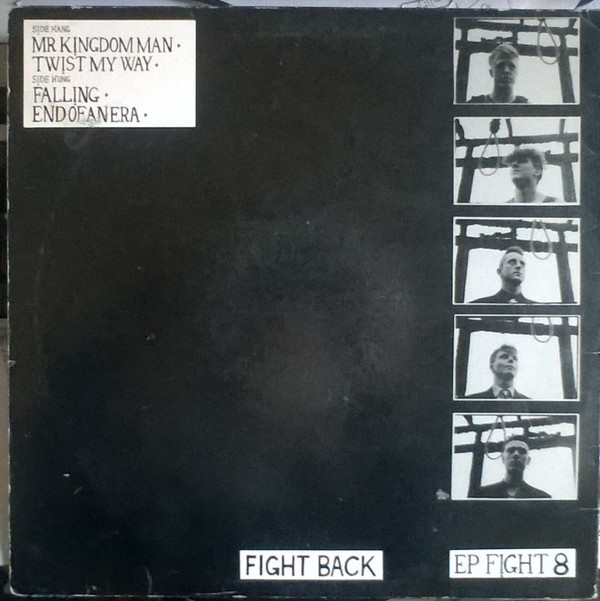 SIDE HANG
MR KINGDOM MAN •
TWIST MY WAY •
SIDE HUNG
FALLING •
END OF AN ERA •
FIGHT BACK
EP FIGHT 8